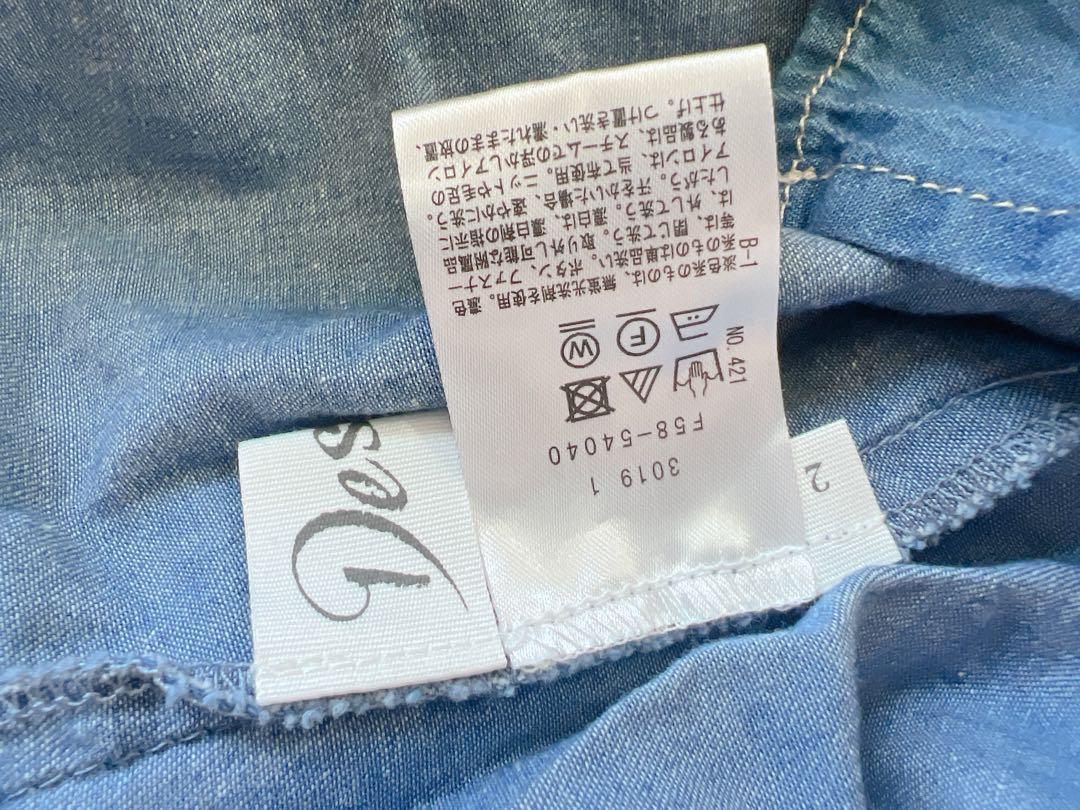 3019 1
F58-54040
NO. 421
F W
B-1
淡色系のものは、無蛍光洗剤を使用。濃色
系のものは単品洗い。ボタン、ファスナー
等は、閉じて洗う。取り外し可能な附属品
は、外して洗う。漂白は、漂白剤の指示に
したがう。汗をかいた場合、速やかに洗う。
アイロンは、当て布使用。ニットや毛足の
ある製品は、スチームでの浮かしアイロン
仕上げ。つけ置き洗い・濡れたままの放置、
2
Des